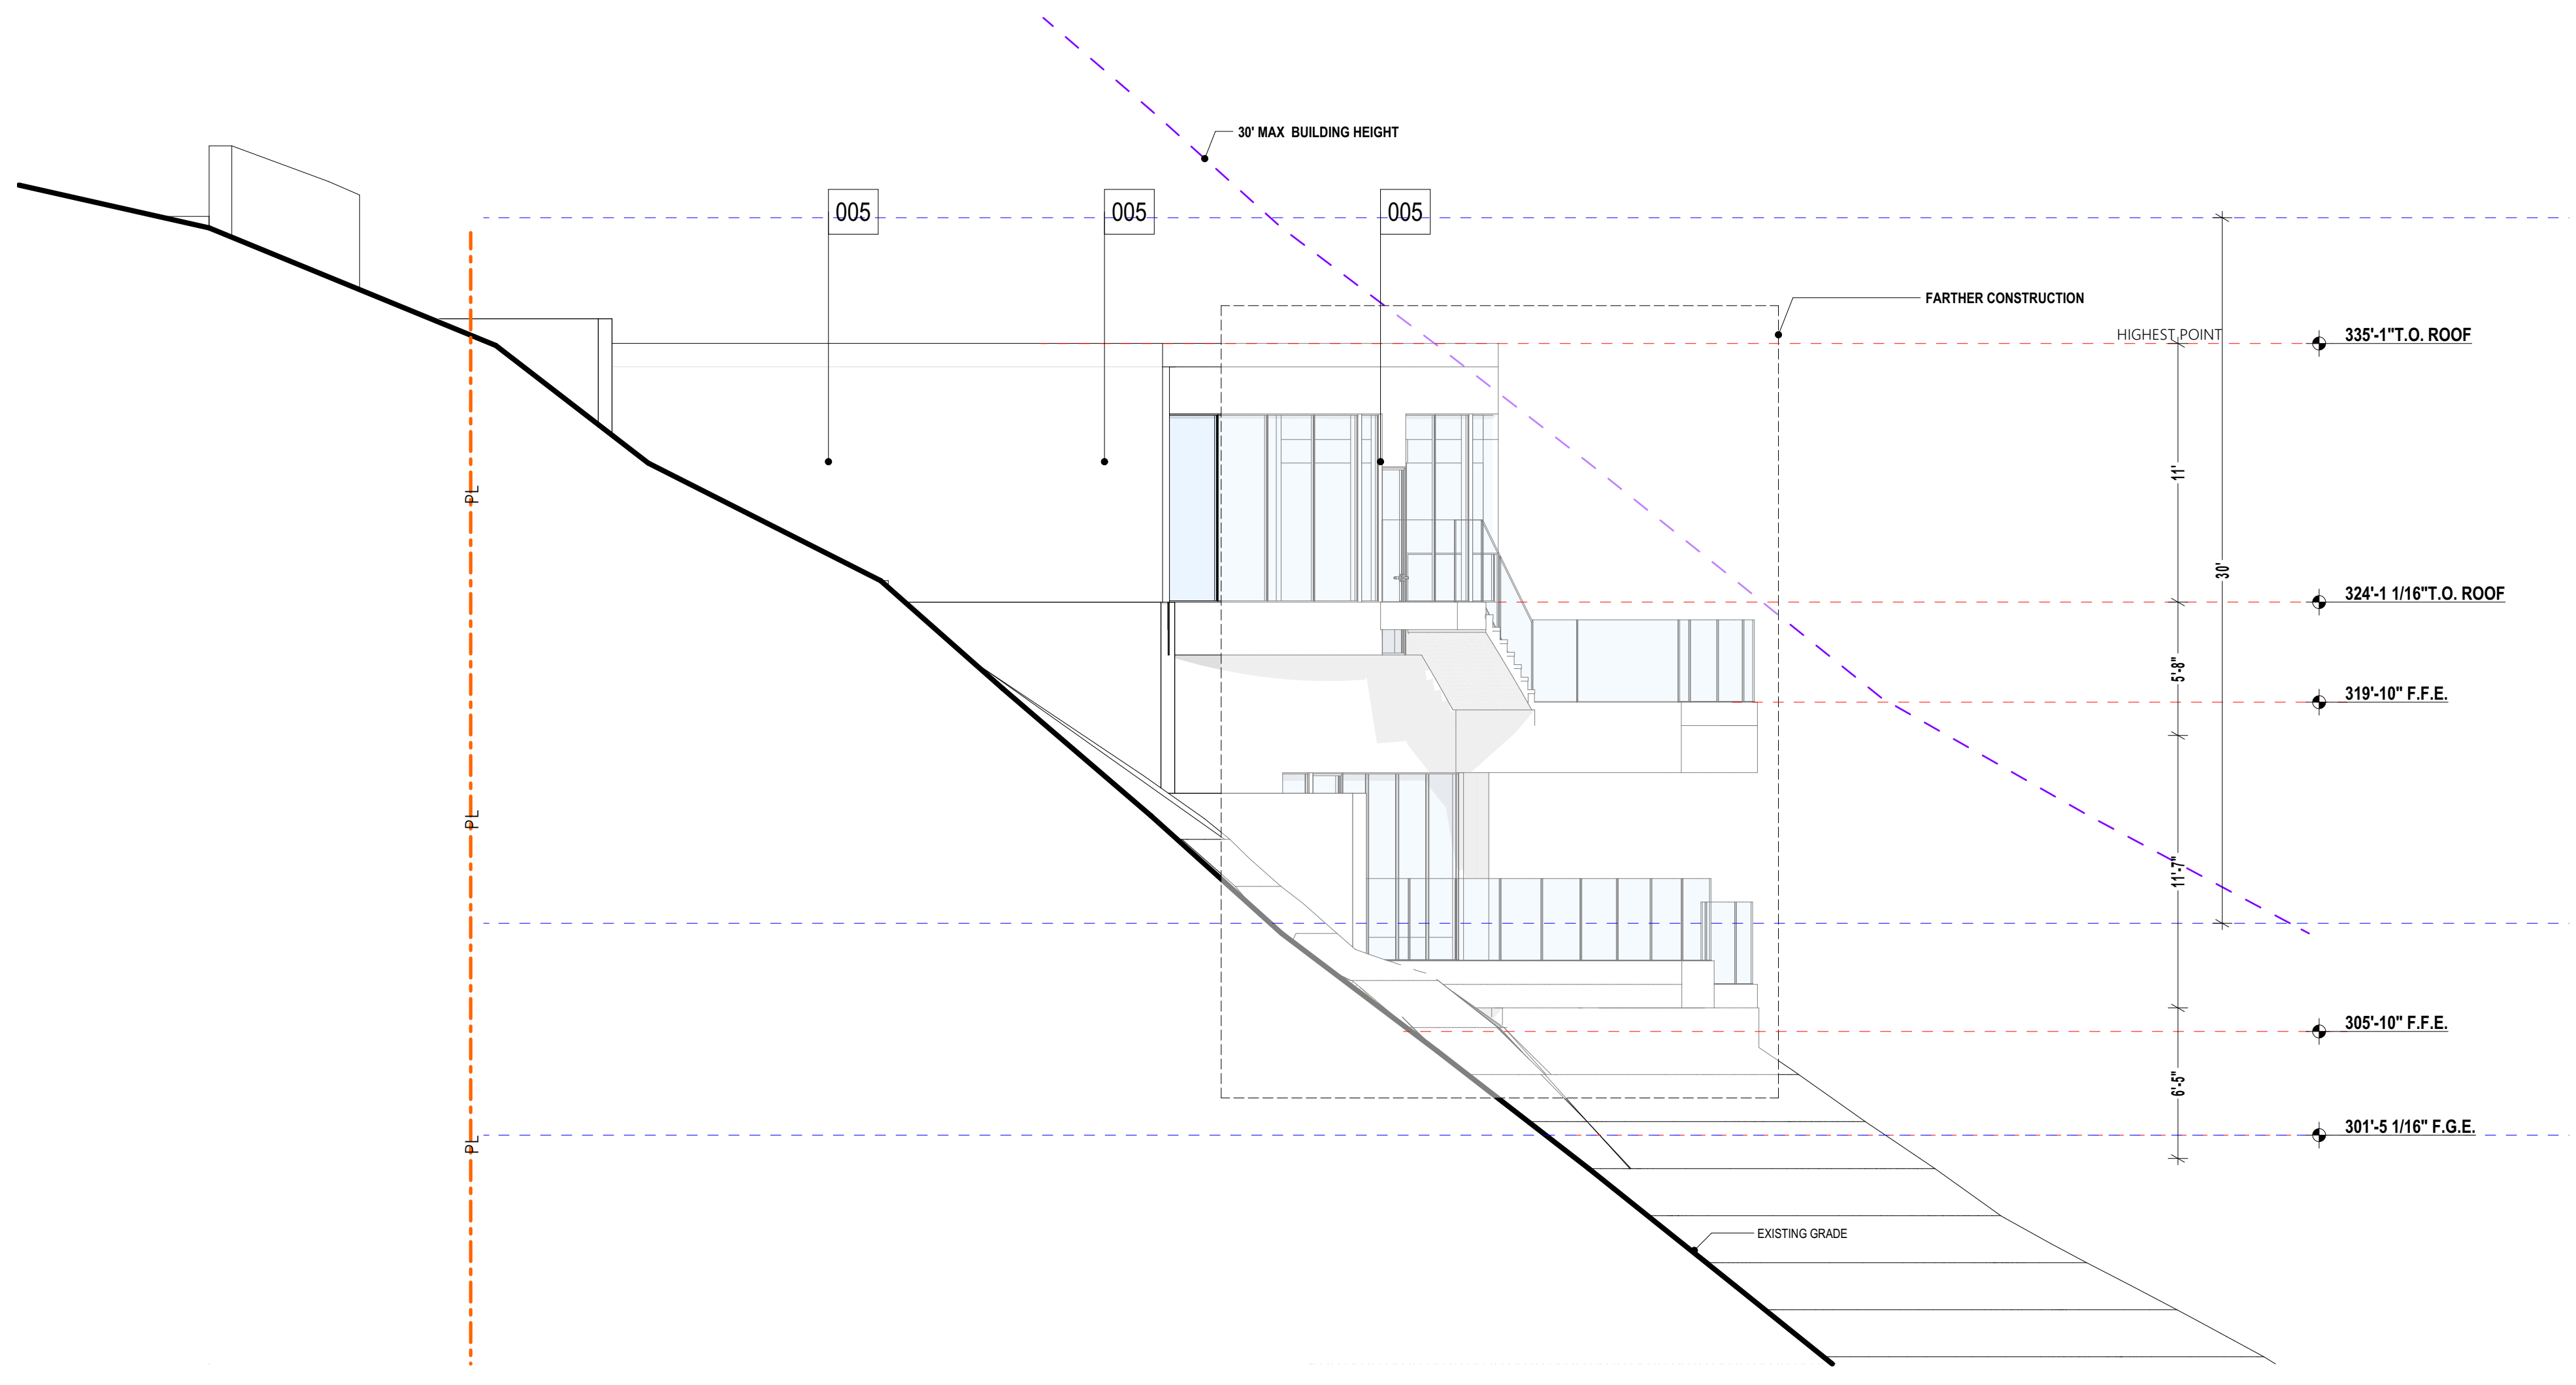 30' MAX BUILDING HEIGHT
005
005
005
FARTHER CONSTRUCTION
HIGHEST POINT
335'-1"T.O. ROOF
11'
PL
30'
324'-1 1/16"T.O. ROOF
5'-8"
319'-10" F.F.E.
PL
11'-7"
305'-10" F.F.E.
6'-5"
301'-5 1/16" F.G.E.
PL
EXISTING GRADE